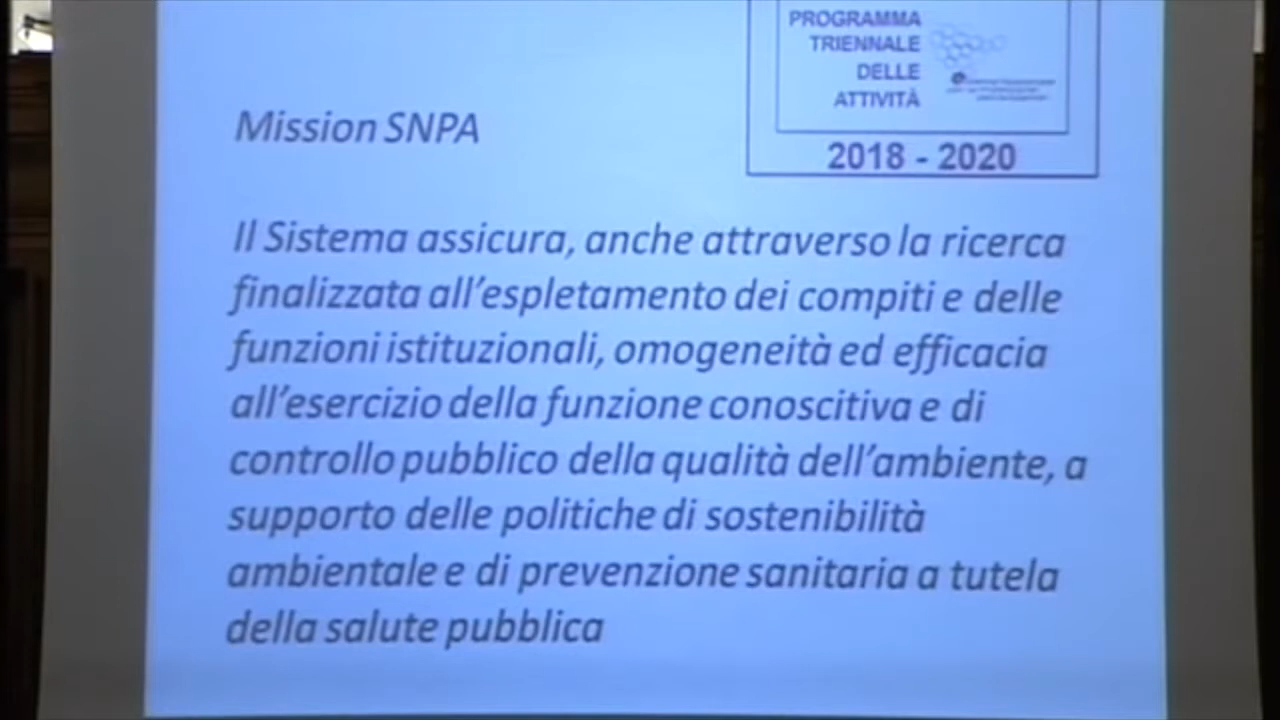 PROGRAMMA
TRIENNALE
DELLE
ATTIVITÀ
2018 - 2020
Mission SNPA
Il Sistema assicura, anche attraverso la ricerca
finalizzata all’espletamento dei compiti e delle
funzioni istituzionali, omogeneità ed efficacia
all’esercizio della funzione conoscitiva e di
controllo pubblico della qualità dell’ambiente, a
supporto delle politiche di sostenibilità
ambientale e di prevenzione sanitaria a tutela
della salute pubblica